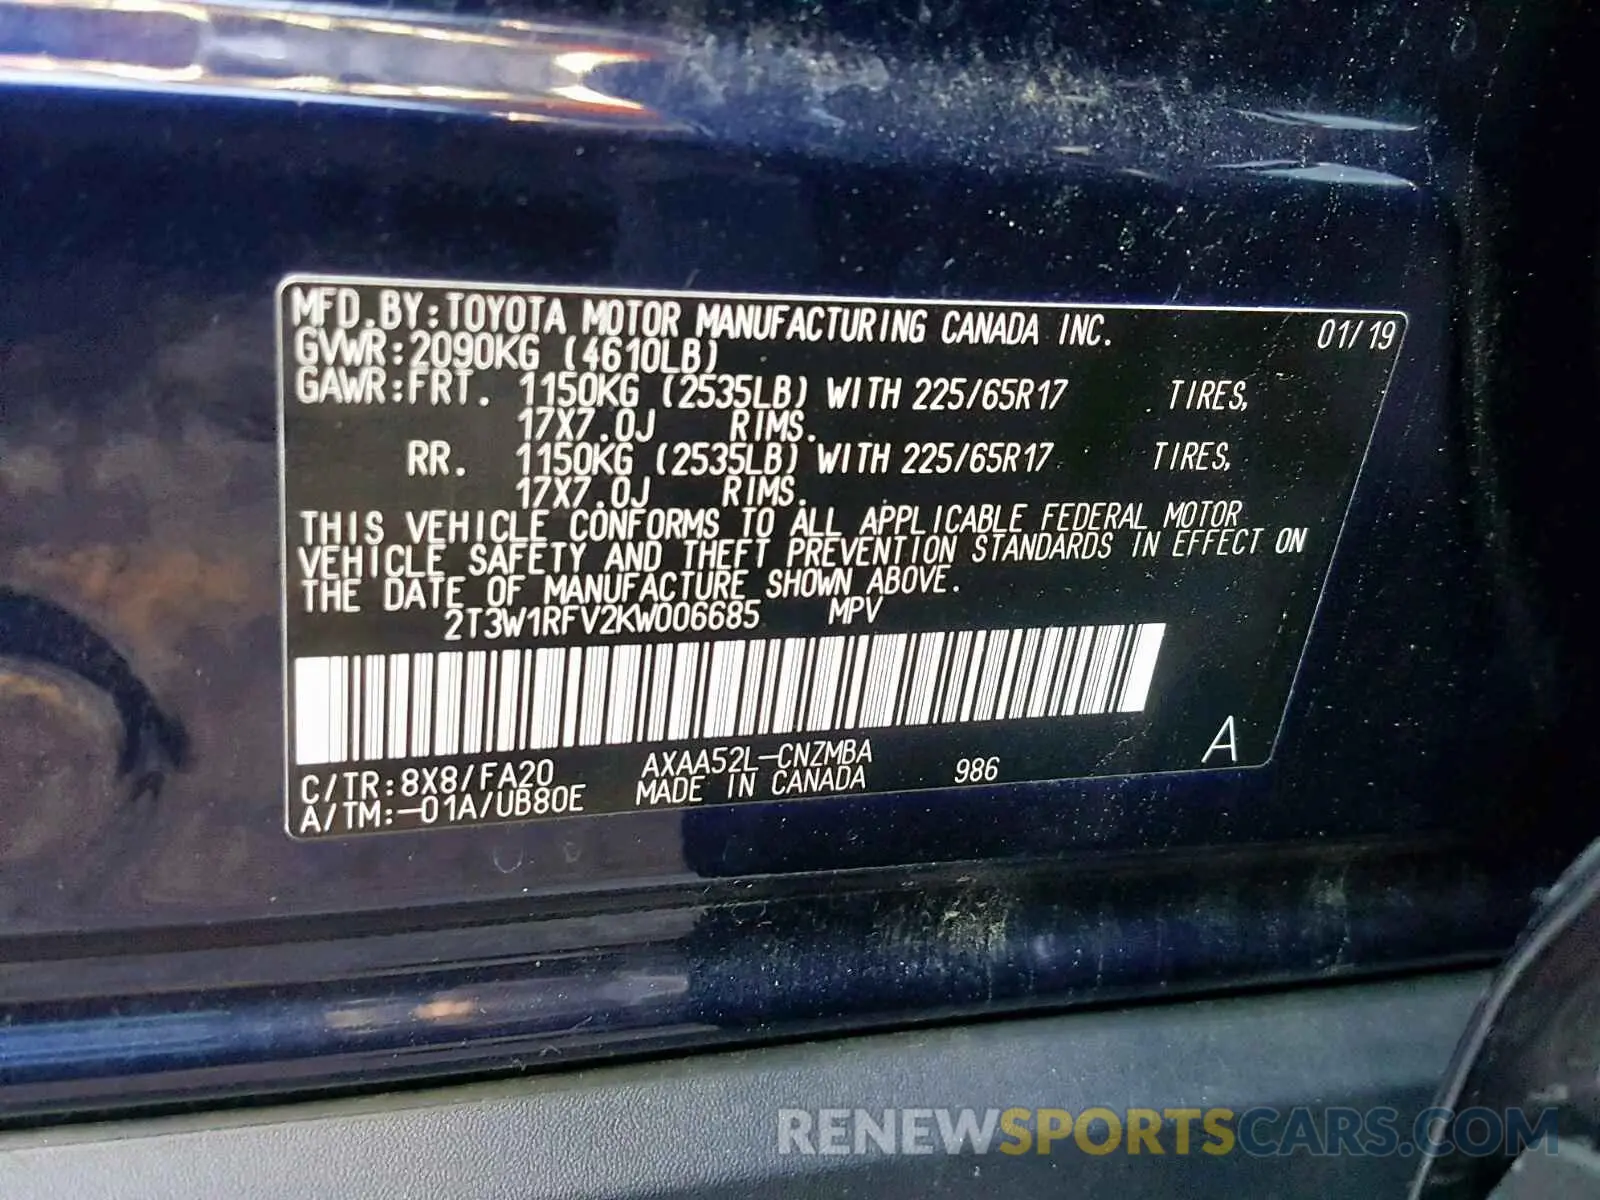 MFD.BY:TOYOTA MOTOR MANUFACTURING CANADA INC. 01/19
GVWR:2090KG (4610LB)
GAWR:FRT. 1150KG (2535LB) WITH 225/65R17 TIRES,
17X7.0J RIMS.
RR. 1150KG (2535LB) WITH 225/65R17 TIRES,
17X7.0J RIMS.
THIS VEHICLE CONFORMS TO ALL APPLICABLE FEDERAL MOTOR
VEHICLE SAFETY AND THEFT PREVENTION STANDARDS IN EFFECT ON
THE DATE OF MANUFACTURE SHOWN ABOVE.
2T3W1RFV2KW006685 MPV
C/TR:8X8/FA20 AXAA52L-CNZMBA 986 A
A/TM:-01A/UB80E MADE IN CANADA
RENEWSPORTSCARS.COM